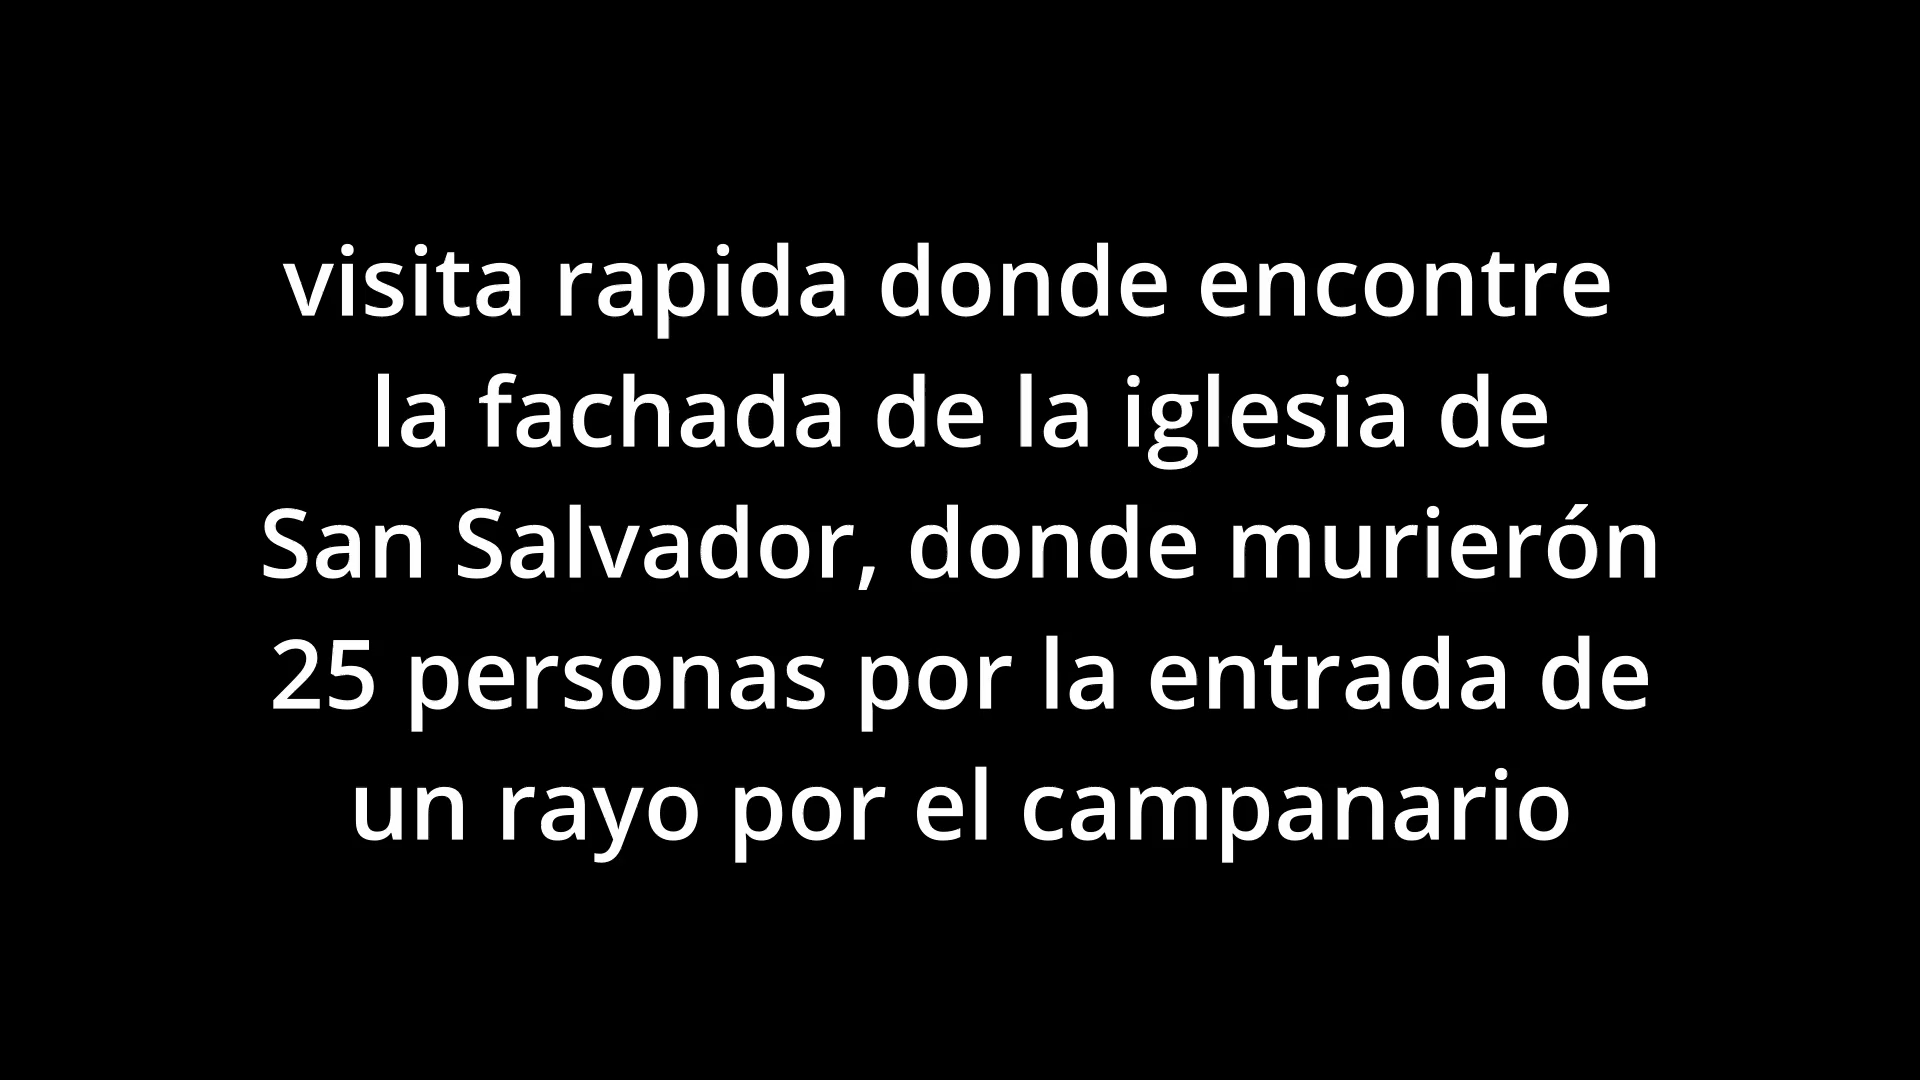 visita rapida donde encontre
la fachada de la iglesia de
San Salvador, donde murierón
25 personas por la entrada de
un rayo por el campanario